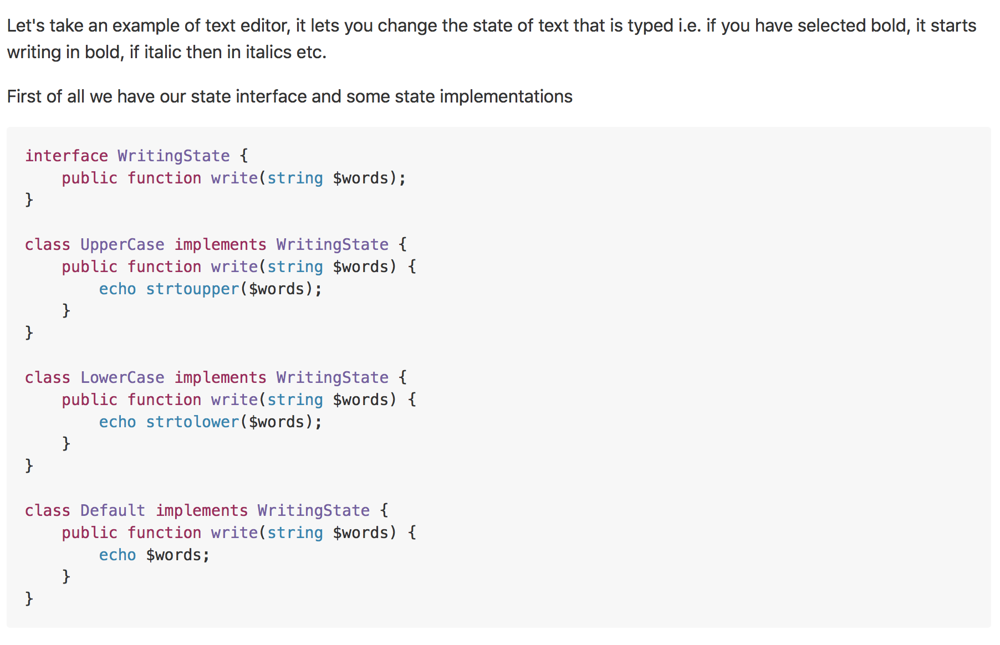 Let's take an example of text editor, it lets you change the state of text that is typed i.e. if you have selected bold, it starts
writing in bold, if italic then in italics etc.
First of all we have our state interface and some state implementations
interface WritingState {
    public function write(string $words);
}
class UpperCase implements WritingState {
    public function write(string $words) {
        echo strtoupper($words);
    }
}
class LowerCase implements WritingState {
    public function write(string $words) {
        echo strtolower($words);
    }
}
class Default implements WritingState {
    public function write(string $words) {
        echo $words;
    }
}